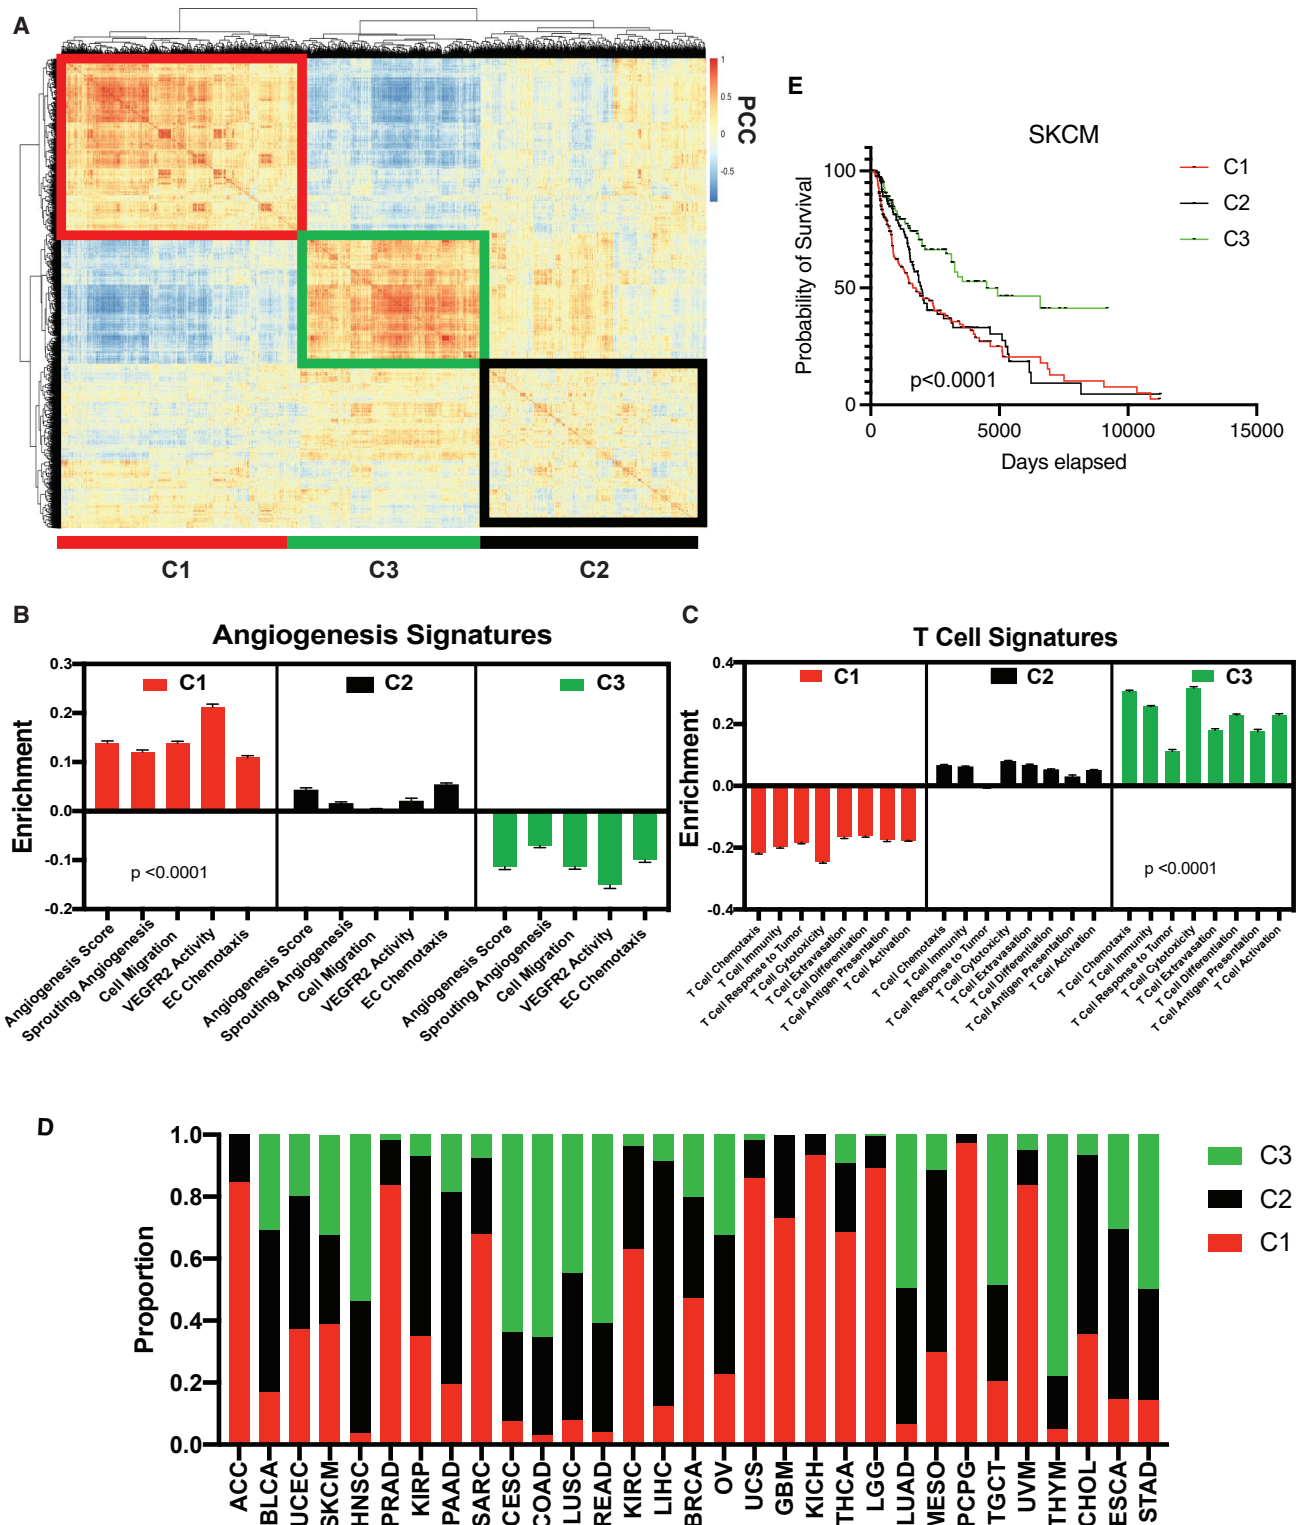 A
1
0.5
0
-0.5
PCC
C1
C3
C2
E
SKCM
Probability of Survival
100
50
0
p<0.0001
0
5000
10000
15000
Days elapsed
C1
C2
C3
B
Angiogenesis Signatures
Enrichment
0.3
0.2
0.1
0.0
-0.1
-0.2
C1
C2
C3
p <0.0001
Angiogenesis Score
Sprouting Angiogenesis
Cell Migration
VEGFR2 Activity
EC Chemotaxis
Angiogenesis Score
Sprouting Angiogenesis
Cell Migration
VEGFR2 Activity
EC Chemotaxis
Angiogenesis Score
Sprouting Angiogenesis
Cell Migration
VEGFR2 Activity
EC Chemotaxis
C
T Cell Signatures
Enrichment
0.4
0.2
0.0
-0.2
-0.4
C1
C2
C3
p <0.0001
T Cell Chemotaxis
T Cell Immunity
T Cell Response to Tumor
T Cell Cytotoxicity
T Cell Extravasation
T Cell Differentiation
T Cell Antigen Presentation
T Cell Activation
T Cell Chemotaxis
T Cell Immunity
T Cell Response to Tumor
T Cell Cytotoxicity
T Cell Extravasation
T Cell Differentiation
T Cell Antigen Presentation
T Cell Activation
T Cell Chemotaxis
T Cell Immunity
T Cell Response to Tumor
T Cell Cytotoxicity
T Cell Extravasation
T Cell Differentiation
T Cell Antigen Presentation
T Cell Activation
D
Proportion
1.0
0.8
0.6
0.4
0.2
0.0
ACC
BLCA
UCEC
SKCM
HNSC
PRAD
KIRP
PAAD
SARC
CESC
COAD
LUSC
READ
KIRC
LIHC
BRCA
OV
UCS
GBM
KICH
THCA
LGG
LUAD
MESO
PCPG
TGCT
UVM
THYM
CHOL
ESCA
STAD
C3
C2
C1